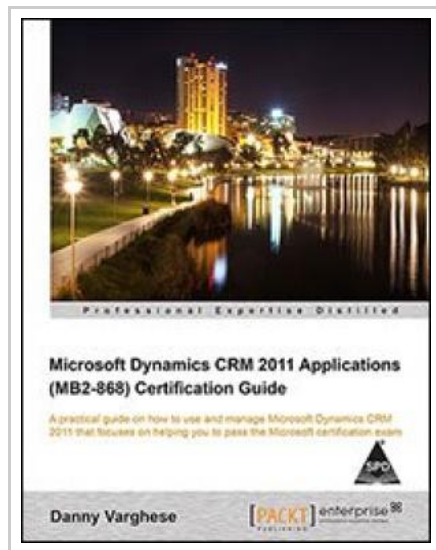 Professional Expertise Distilled
Microsoft Dynamics CRM 2011 Applications
(MB2-868) Certification Guide
A practical guide on how to use and manage Microsoft Dynamics CRM
2011 that focuses on helping you to pass the Microsoft certification exam
SPD
Danny Varghese
[PACKT] enterprise
PUBLISHING